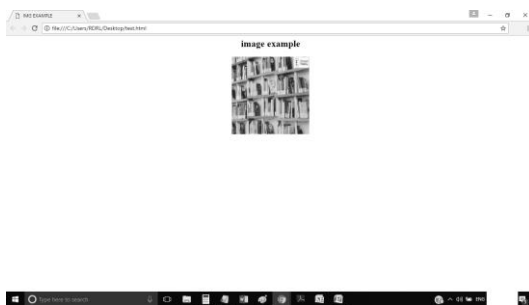 IMG EXAMPLE
file:///C:/Users/RDRL/Desktop/test.html
image example
Type here to search
ENG